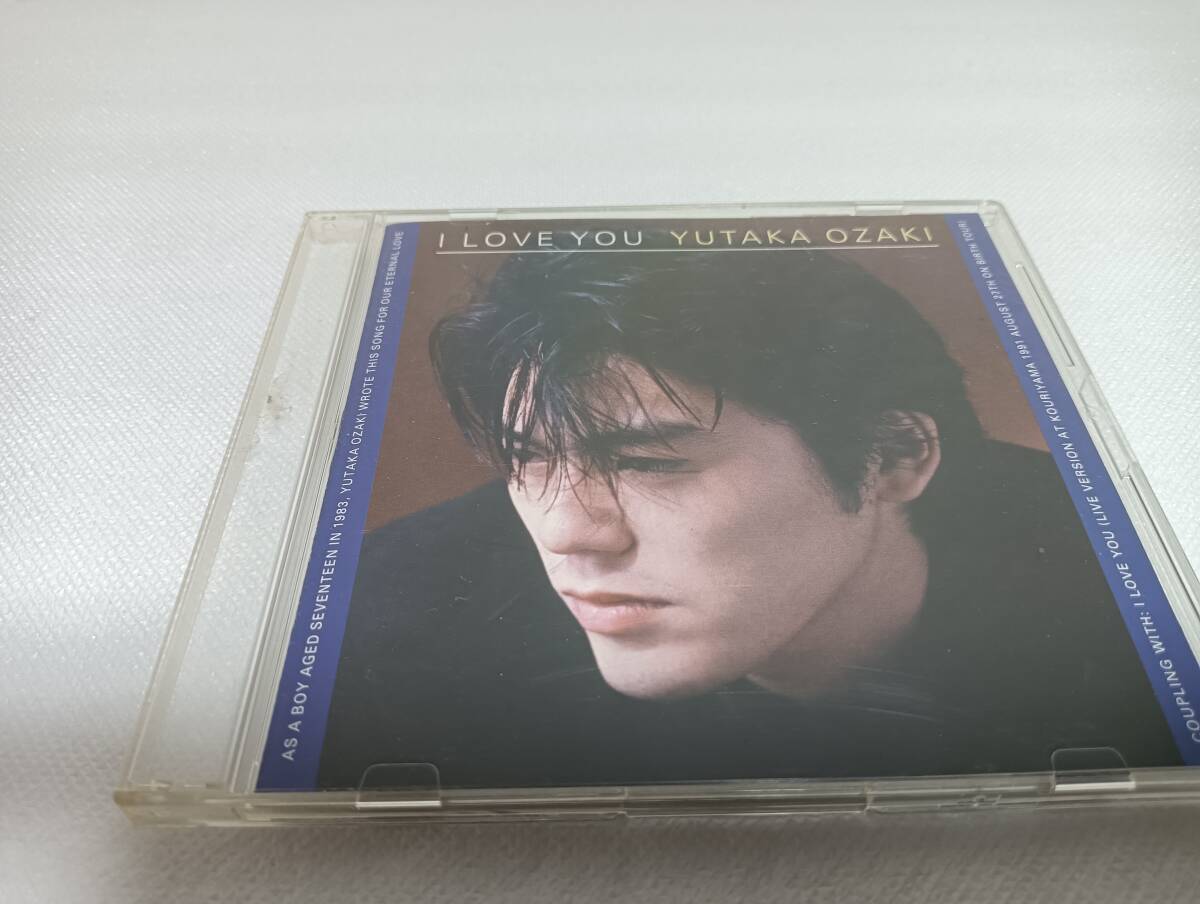 I LOVE YOU YUTAKA OZAKI
AS A BOY AGED SEVENTEEN IN 1983, YUTAKA OZAKI WROTE THIS SONG FOR OUR ETERNAL LOVE
COUPLING WITH: I LOVE YOU (LIVE VERSION AT KOURIYAMA 1991 AUGUST 27TH ON BIRTH TOUR)